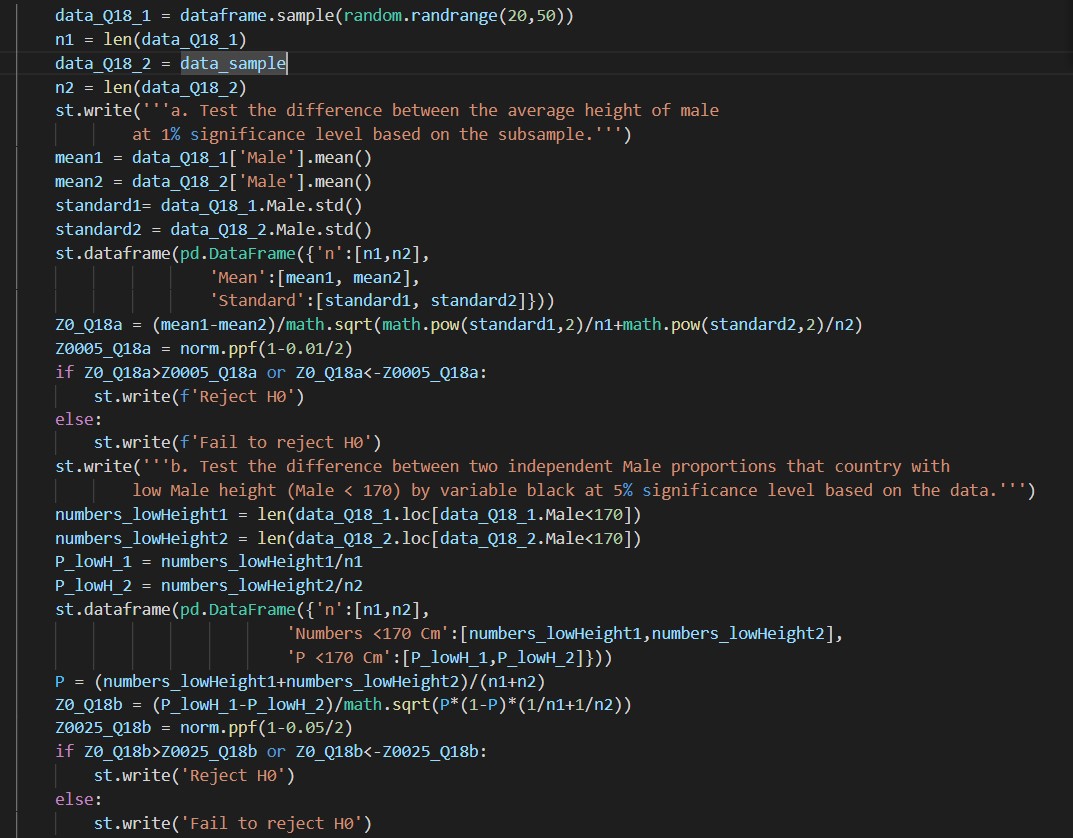 data_Q18_1 = dataframe.sample(random.randrange(20,50))
n1 = len(data_Q18_1)
data_Q18_2 = data_sample
n2 = len(data_Q18_2)
st.write('''a. Test the difference between the average height of male
at 1% significance level based on the subsample.''')
mean1 = data_Q18_1['Male'].mean()
mean2 = data_Q18_2['Male'].mean()
standard1= data_Q18_1.Male.std()
standard2 = data_Q18_2.Male.std()
st.dataframe(pd.DataFrame({'n':[n1,n2],
'Mean':[mean1, mean2],
'Standard':[standard1, standard2]}))
Z0_Q18a = (mean1-mean2)/math.sqrt(math.pow(standard1,2)/n1+math.pow(standard2,2)/n2)
Z0005_Q18a = norm.ppf(1-0.01/2)
if Z0_Q18a>Z0005_Q18a or Z0_Q18a<-Z0005_Q18a:
st.write(f'Reject H0')
else:
st.write(f'Fail to reject H0')
st.write('''b. Test the difference between two independent Male proportions that country with
low Male height (Male < 170) by variable black at 5% significance level based on the data.''')
numbers_lowHeight1 = len(data_Q18_1.loc[data_Q18_1.Male<170])
numbers_lowHeight2 = len(data_Q18_2.loc[data_Q18_2.Male<170])
P_lowH_1 = numbers_lowHeight1/n1
P_lowH_2 = numbers_lowHeight2/n2
st.dataframe(pd.DataFrame({'n':[n1,n2],
'Numbers <170 Cm':[numbers_lowHeight1,numbers_lowHeight2],
'P <170 Cm':[P_lowH_1,P_lowH_2]}))
P = (numbers_lowHeight1+numbers_lowHeight2)/(n1+n2)
Z0_Q18b = (P_lowH_1-P_lowH_2)/math.sqrt(P*(1-P)*(1/n1+1/n2))
Z0025_Q18b = norm.ppf(1-0.05/2)
if Z0_Q18b>Z0025_Q18b or Z0_Q18b<-Z0025_Q18b:
st.write('Reject H0')
else:
st.write('Fail to reject H0')